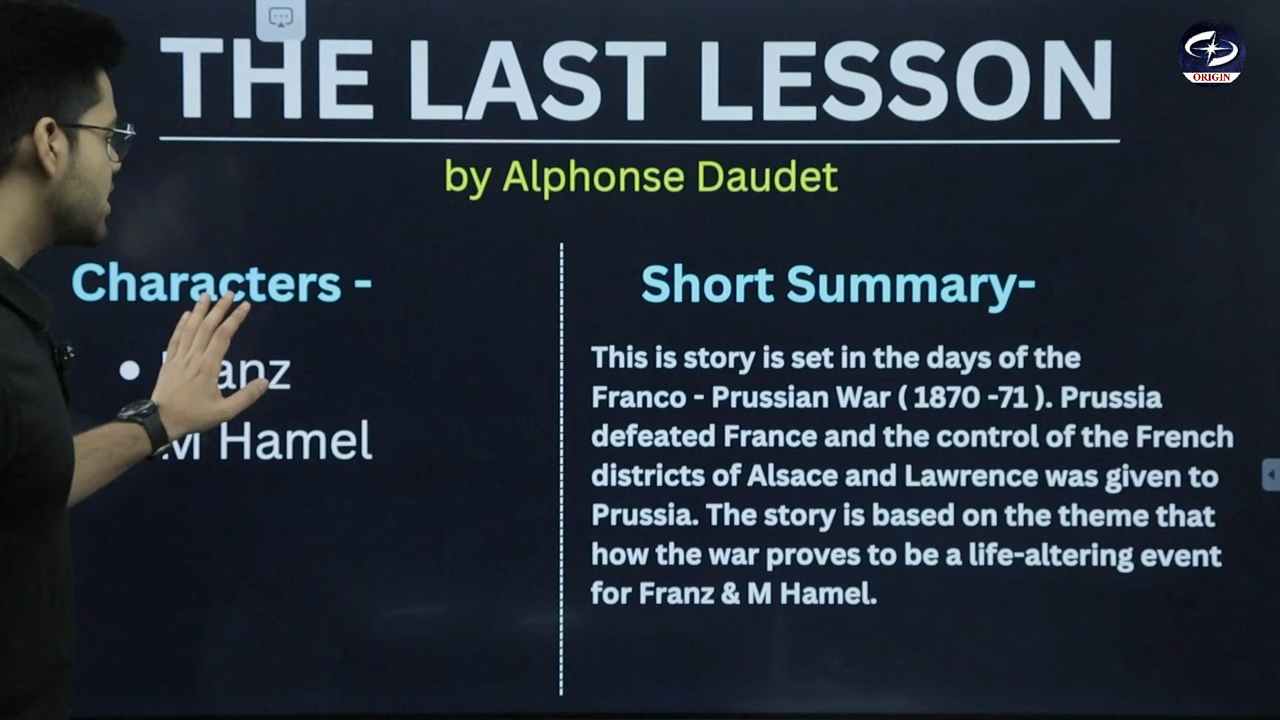 THE LAST LESSON
ORIGIN
by Alphonse Daudet
Characters -
• anz
M Hamel
Short Summary-
This is story is set in the days of the
Franco - Prussian War ( 1870 -71 ). Prussia
defeated France and the control of the French
districts of Alsace and Lawrence was given to
Prussia. The story is based on the theme that
how the war proves to be a life-altering event
for Franz & M Hamel.